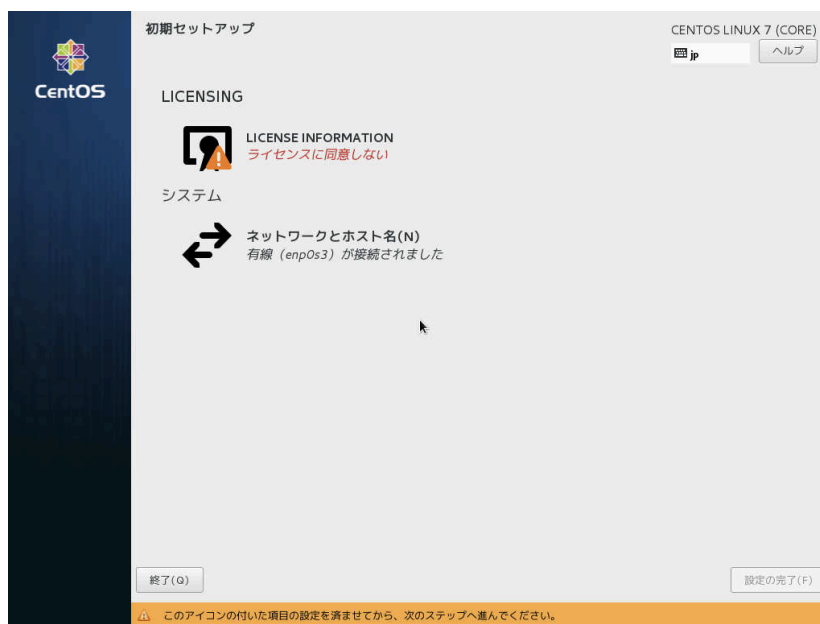 初期セットアップ
CENTOS LINUX 7 (CORE)
jp
ヘルプ
CentOS
LICENSING
LICENSE INFORMATION
ライセンスに同意しない
システム
ネットワークとホスト名(N)
有線（enp0s3）が接続されました
終了(Q)
設定の完了(F)
このアイコンの付いた項目の設定を済ませてから、次のステップへ進んでください。